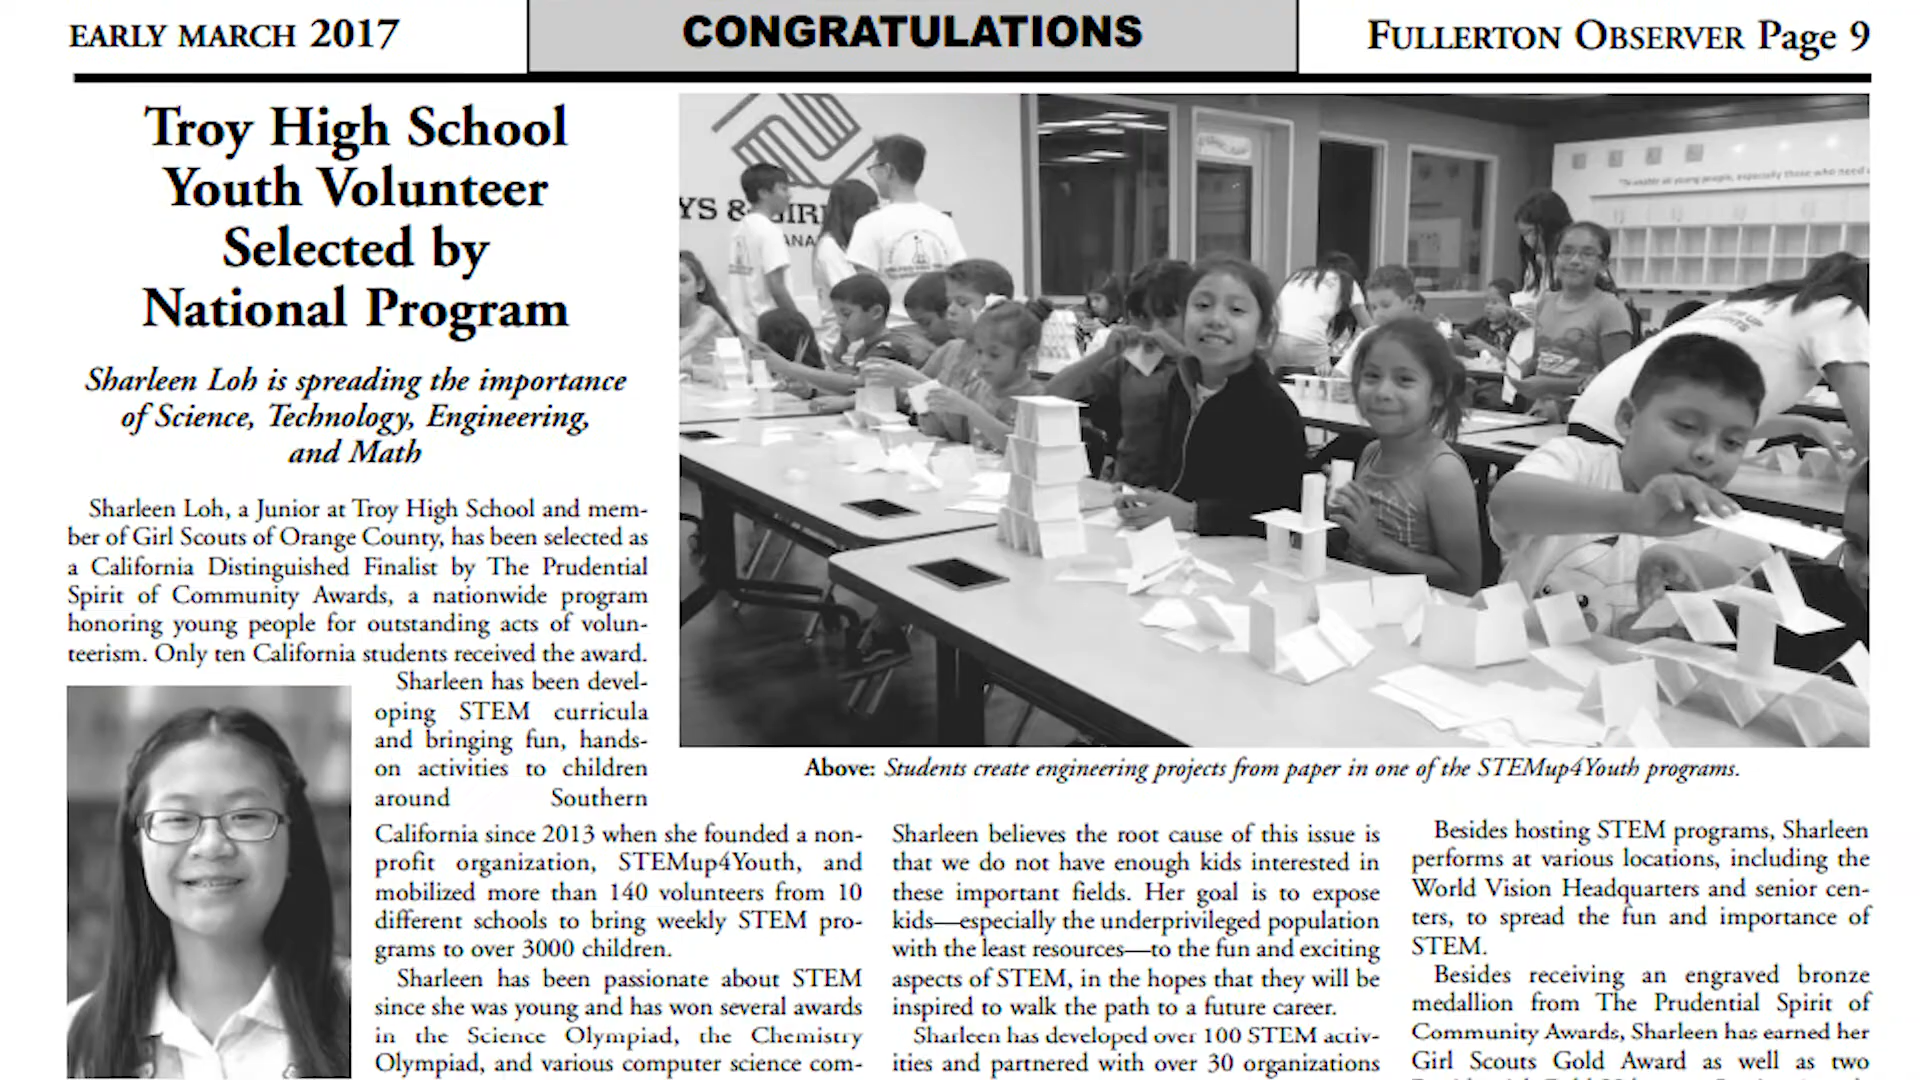 EARLY MARCH 2017
CONGRATULATIONS
FULLERTON OBSERVER Page 9
Troy High School
Youth Volunteer
Selected by
National Program
Sharleen Loh is spreading the importance
of Science, Technology, Engineering,
and Math
Sharleen Loh, a Junior at Troy High School and mem-
ber of Girl Scouts of Orange County, has been selected as
a California Distinguished Finalist by The Prudential
Spirit of Community Awards, a nationwide program
honoring young people for outstanding acts of volun-
teerism. Only ten California students received the award.
Sharleen has been devel-
oping STEM curricula
and bringing fun, hands-
on activities to children
around Southern
California since 2013 when she founded a non-
profit organization, STEMup4Youth, and
mobilized more than 140 volunteers from 10
different schools to bring weekly STEM pro-
grams to over 3000 children.
Sharleen has been passionate about STEM
since she was young and has won several awards
in the Science Olympiad, the Chemistry
Olympiad, and various computer science com-
YS & GIR
ANA
Above: Students create engineering projects from paper in one of the STEMup4Youth programs.
Sharleen believes the root cause of this issue is
that we do not have enough kids interested in
these important fields. Her goal is to expose
kids—especially the underprivileged population
with the least resources—to the fun and exciting
aspects of STEM, in the hopes that they will be
inspired to walk the path to a future career.
Sharleen has developed over 100 STEM activ-
ities and partnered with over 30 organizations
Besides hosting STEM programs, Sharleen
performs at various locations, including the
World Vision Headquarters and senior cen-
ters, to spread the fun and importance of
STEM.
Besides receiving an engraved bronze
medallion from The Prudential Spirit of
Community Awards, Sharleen has earned her
Girl Scouts Gold Award as well as two